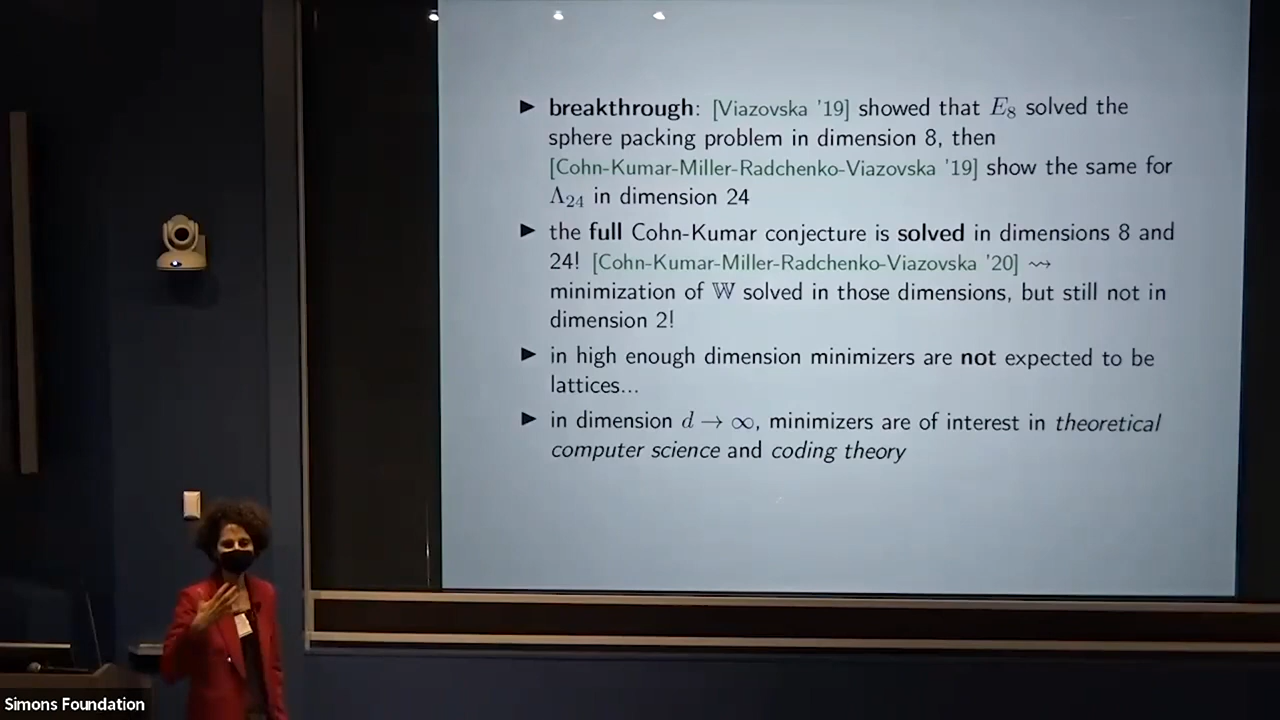 ▶ breakthrough: [Viazovska '19] showed that E₈ solved the
sphere packing problem in dimension 8, then
[Cohn-Kumar-Miller-Radchenko-Viazovska '19] show the same for
Λ₂₄ in dimension 24
▶ the full Cohn-Kumar conjecture is solved in dimensions 8 and
24! [Cohn-Kumar-Miller-Radchenko-Viazovska '20] ⇝
minimization of 𝕎 solved in those dimensions, but still not in
dimension 2!
▶ in high enough dimension minimizers are not expected to be
lattices...
▶ in dimension d → ∞, minimizers are of interest in theoretical
computer science and coding theory
Simons Foundation